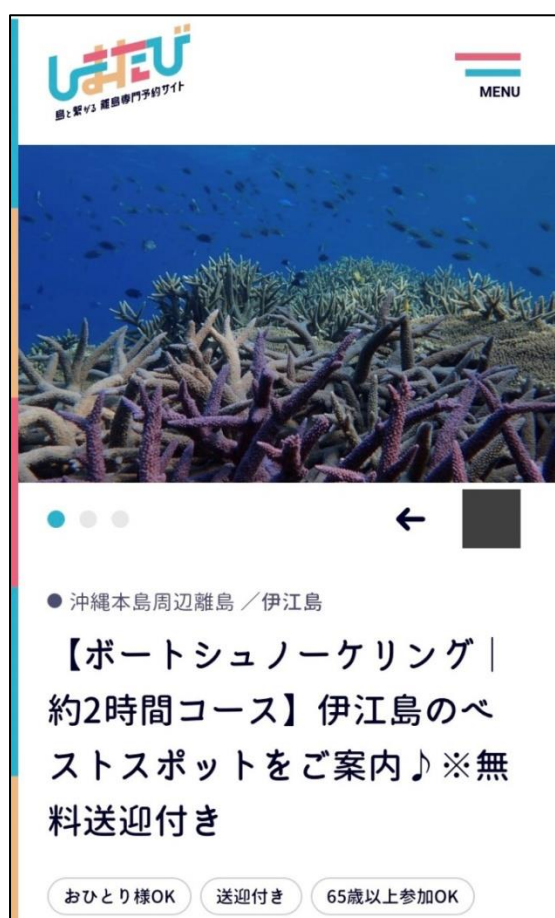 しまたび
島と繋がる 離島専門予約サイト
MENU
沖縄本島周辺離島 ／伊江島
【ボートシュノーケリング｜
約2時間コース】伊江島のベ
ストスポットをご案内♪※無
料送迎付き
おひとり様OK 送迎付き 65歳以上参加OK